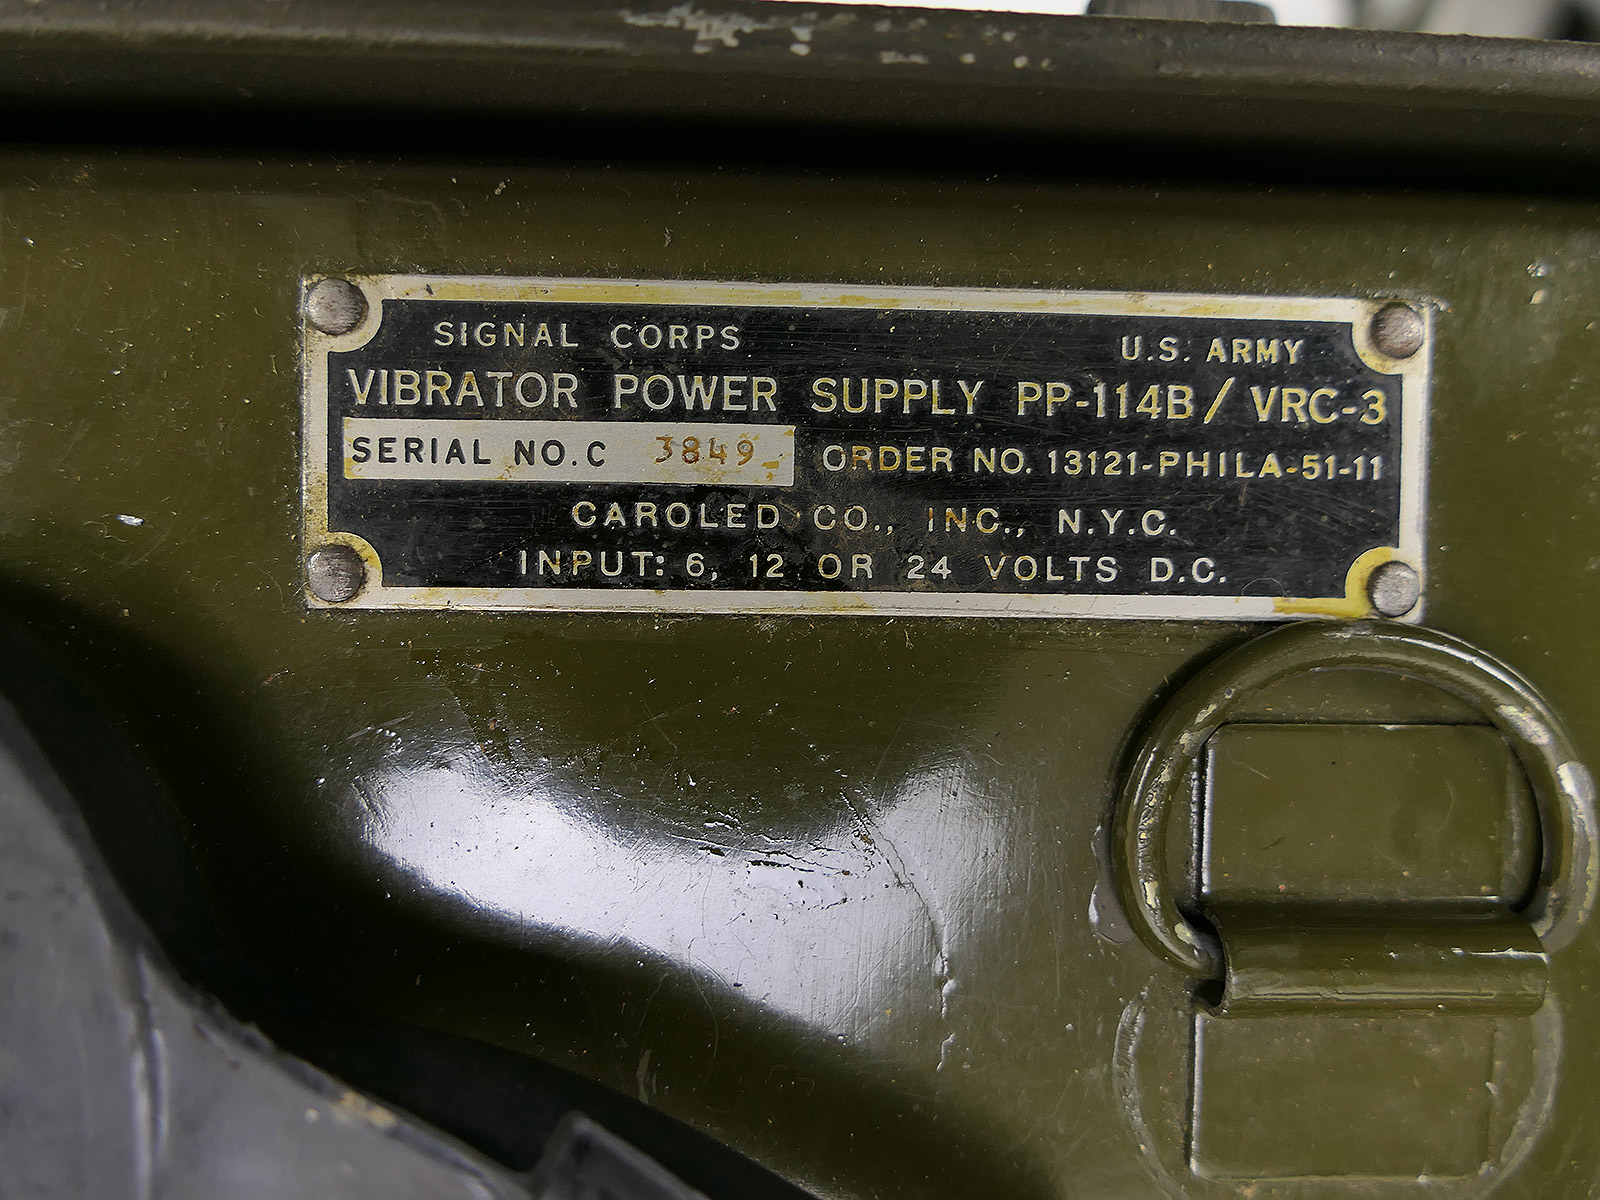 SIGNAL CORPS U.S. ARMY
VIBRATOR POWER SUPPLY PP-114B / VRC-3
SERIAL NO. C 3849 ORDER NO. 13121-PHILA-51-11
CAROLED CO., INC., N.Y.C.
INPUT: 6, 12 OR 24 VOLTS D.C.